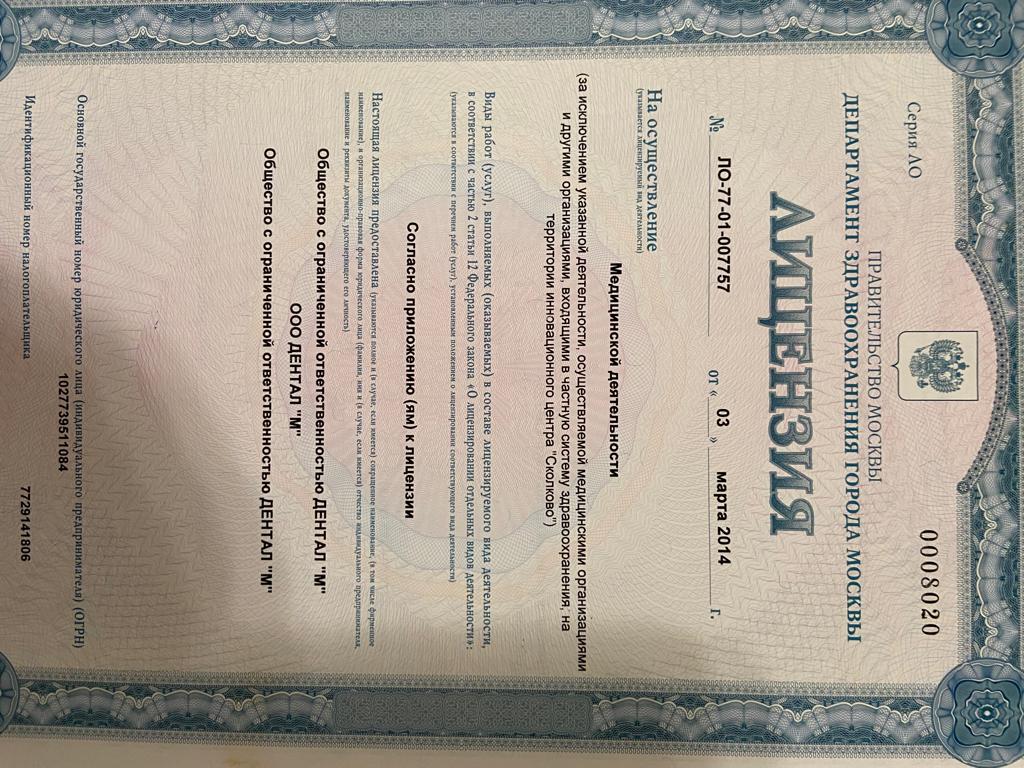 Серия ЛО
0008020
ПРАВИТЕЛЬСТВО МОСКВЫ
ДЕПАРТАМЕНТ ЗДРАВООХРАНЕНИЯ ГОРОДА МОСКВЫ
ЛИЦЕНЗИЯ
№ ЛО-77-01-007757 от « 03 » марта 2014 г.
На осуществление
(указывается лицензируемый вид деятельности)
Медицинской деятельности
(за исключением указанной деятельности, осуществляемой медицинскими организациями
и другими организациями, входящими в частную систему здравоохранения, на
территории инновационного центра "Сколково")
Виды работ (услуг), выполняемых (оказываемых) в составе лицензируемого вида деятельности,
в соответствии с частью 2 статьи 12 Федерального закона «О лицензировании отдельных видов деятельности»:
(указываются в соответствии с перечнем работ (услуг), установленным положением о лицензировании соответствующего вида деятельности)
Согласно приложению (ям) к лицензии
Настоящая лицензия предоставлена (указываются полное и (в случае, если имеется) сокращенное наименование, (в том числе фирменное
наименование), и организационно-правовая форма юридического лица (фамилия, имя и (в случае, если имеется) отчество индивидуального предпринимателя,
наименование и реквизиты документа, удостоверяющего его личность)
Общество с ограниченной ответственностью ДЕНТАЛ "М"
ООО ДЕНТАЛ "М"
Общество с ограниченной ответственностью ДЕНТАЛ "М"
Основной государственный номер юридического лица (индивидуального предпринимателя) (ОГРН)
1027739511084
Идентификационный номер налогоплательщика 7729141806